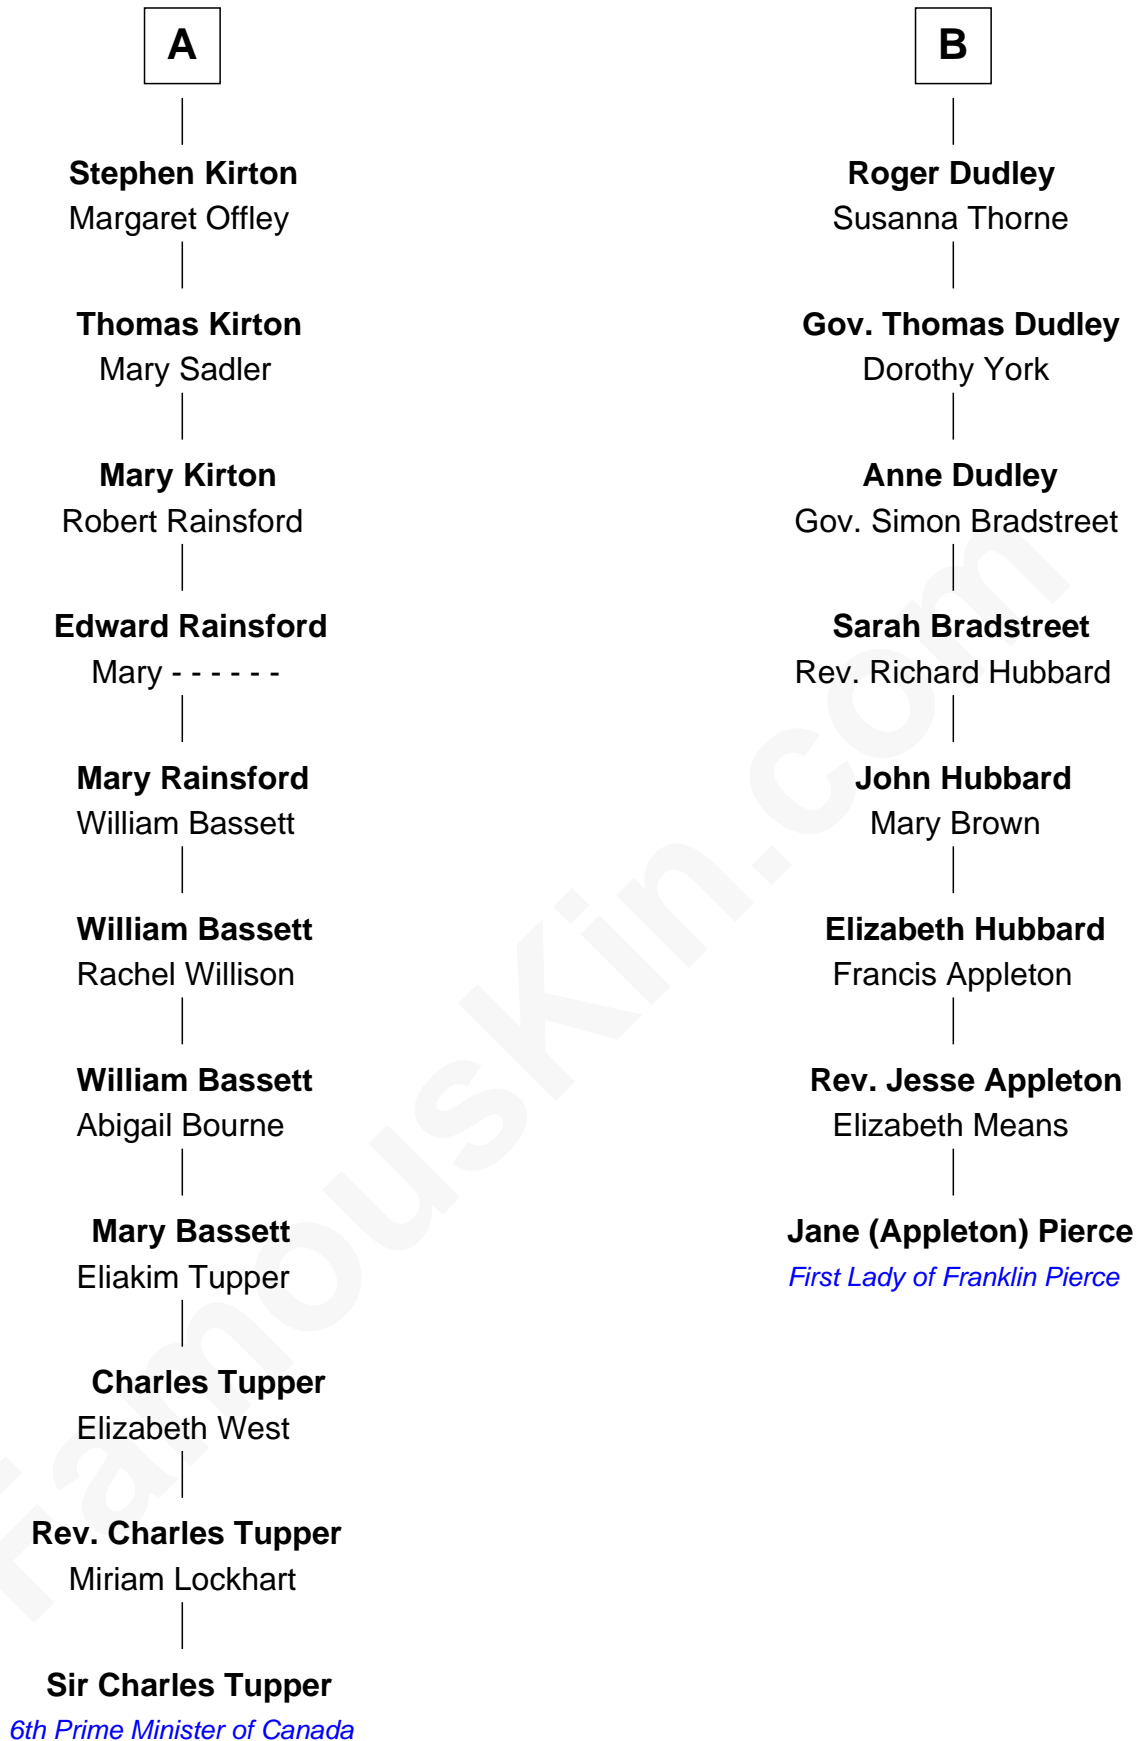 A
Stephen Kirton
Margaret Offley
Thomas Kirton
Mary Sadler
Mary Kirton
Robert Rainsford
Edward Rainsford
Mary - - - - - -
Mary Rainsford
William Bassett
William Bassett
Rachel Willison
William Bassett
Abigail Bourne
Mary Bassett
Eliakim Tupper
Charles Tupper
Elizabeth West
Rev. Charles Tupper
Miriam Lockhart
Sir Charles Tupper
6th Prime Minister of Canada
B
Roger Dudley
Susanna Thorne
Gov. Thomas Dudley
Dorothy York
Anne Dudley
Gov. Simon Bradstreet
Sarah Bradstreet
Rev. Richard Hubbard
John Hubbard
Mary Brown
Elizabeth Hubbard
Francis Appleton
Rev. Jesse Appleton
Elizabeth Means
Jane (Appleton) Pierce
First Lady of Franklin Pierce
FamousKin.com